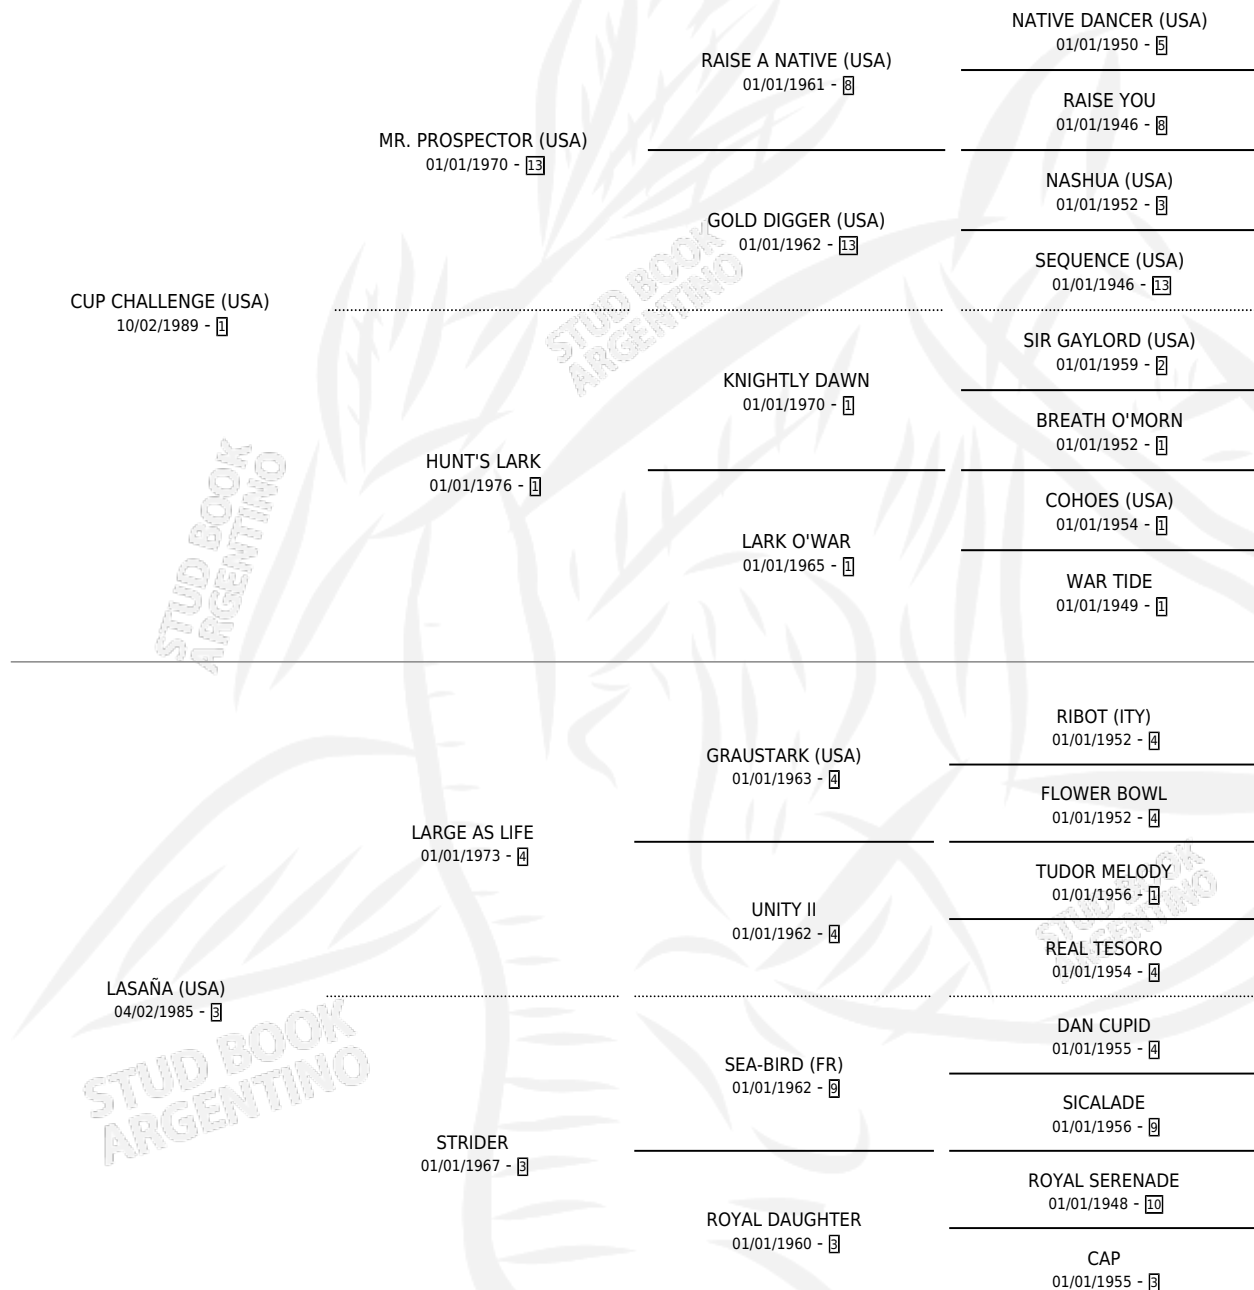 NATIVE DANCER (USA)
01/01/1950 - 5
RAISE A NATIVE (USA)
01/01/1961 - 8
RAISE YOU
01/01/1946 - 8
MR. PROSPECTOR (USA)
01/01/1970 - 13
NASHUA (USA)
01/01/1952 - 3
GOLD DIGGER (USA)
01/01/1962 - 13
SEQUENCE (USA)
01/01/1946 - 13
CUP CHALLENGE (USA)
10/02/1989 - 1
STUD BOOK
ARGENTINO
SIR GAYLORD (USA)
01/01/1959 - 2
KNIGHTLY DAWN
01/01/1970 - 1
BREATH O'MORN
01/01/1952 - 1
HUNT'S LARK
01/01/1976 - 1
COHOES (USA)
01/01/1954 - 1
LARK O'WAR
01/01/1965 - 1
WAR TIDE
01/01/1949 - 1
STUD BOOK
ARGENTINO
RIBOT (ITY)
01/01/1952 - 4
GRAUSTARK (USA)
01/01/1963 - 4
FLOWER BOWL
01/01/1952 - 4
LARGE AS LIFE
01/01/1973 - 4
TUDOR MELODY
01/01/1956 - 1
UNITY II
01/01/1962 - 4
STUD BOOK
ARGENTINO
REAL TESORO
01/01/1954 - 4
LASAÑA (USA)
04/02/1985 - 3
STUD BOOK
ARGENTINO
DAN CUPID
01/01/1955 - 4
SEA-BIRD (FR)
01/01/1962 - 9
SICALADE
01/01/1956 - 9
STRIDER
01/01/1967 - 3
ROYAL SERENADE
01/01/1948 - 10
ROYAL DAUGHTER
01/01/1960 - 3
CAP
01/01/1955 - 3